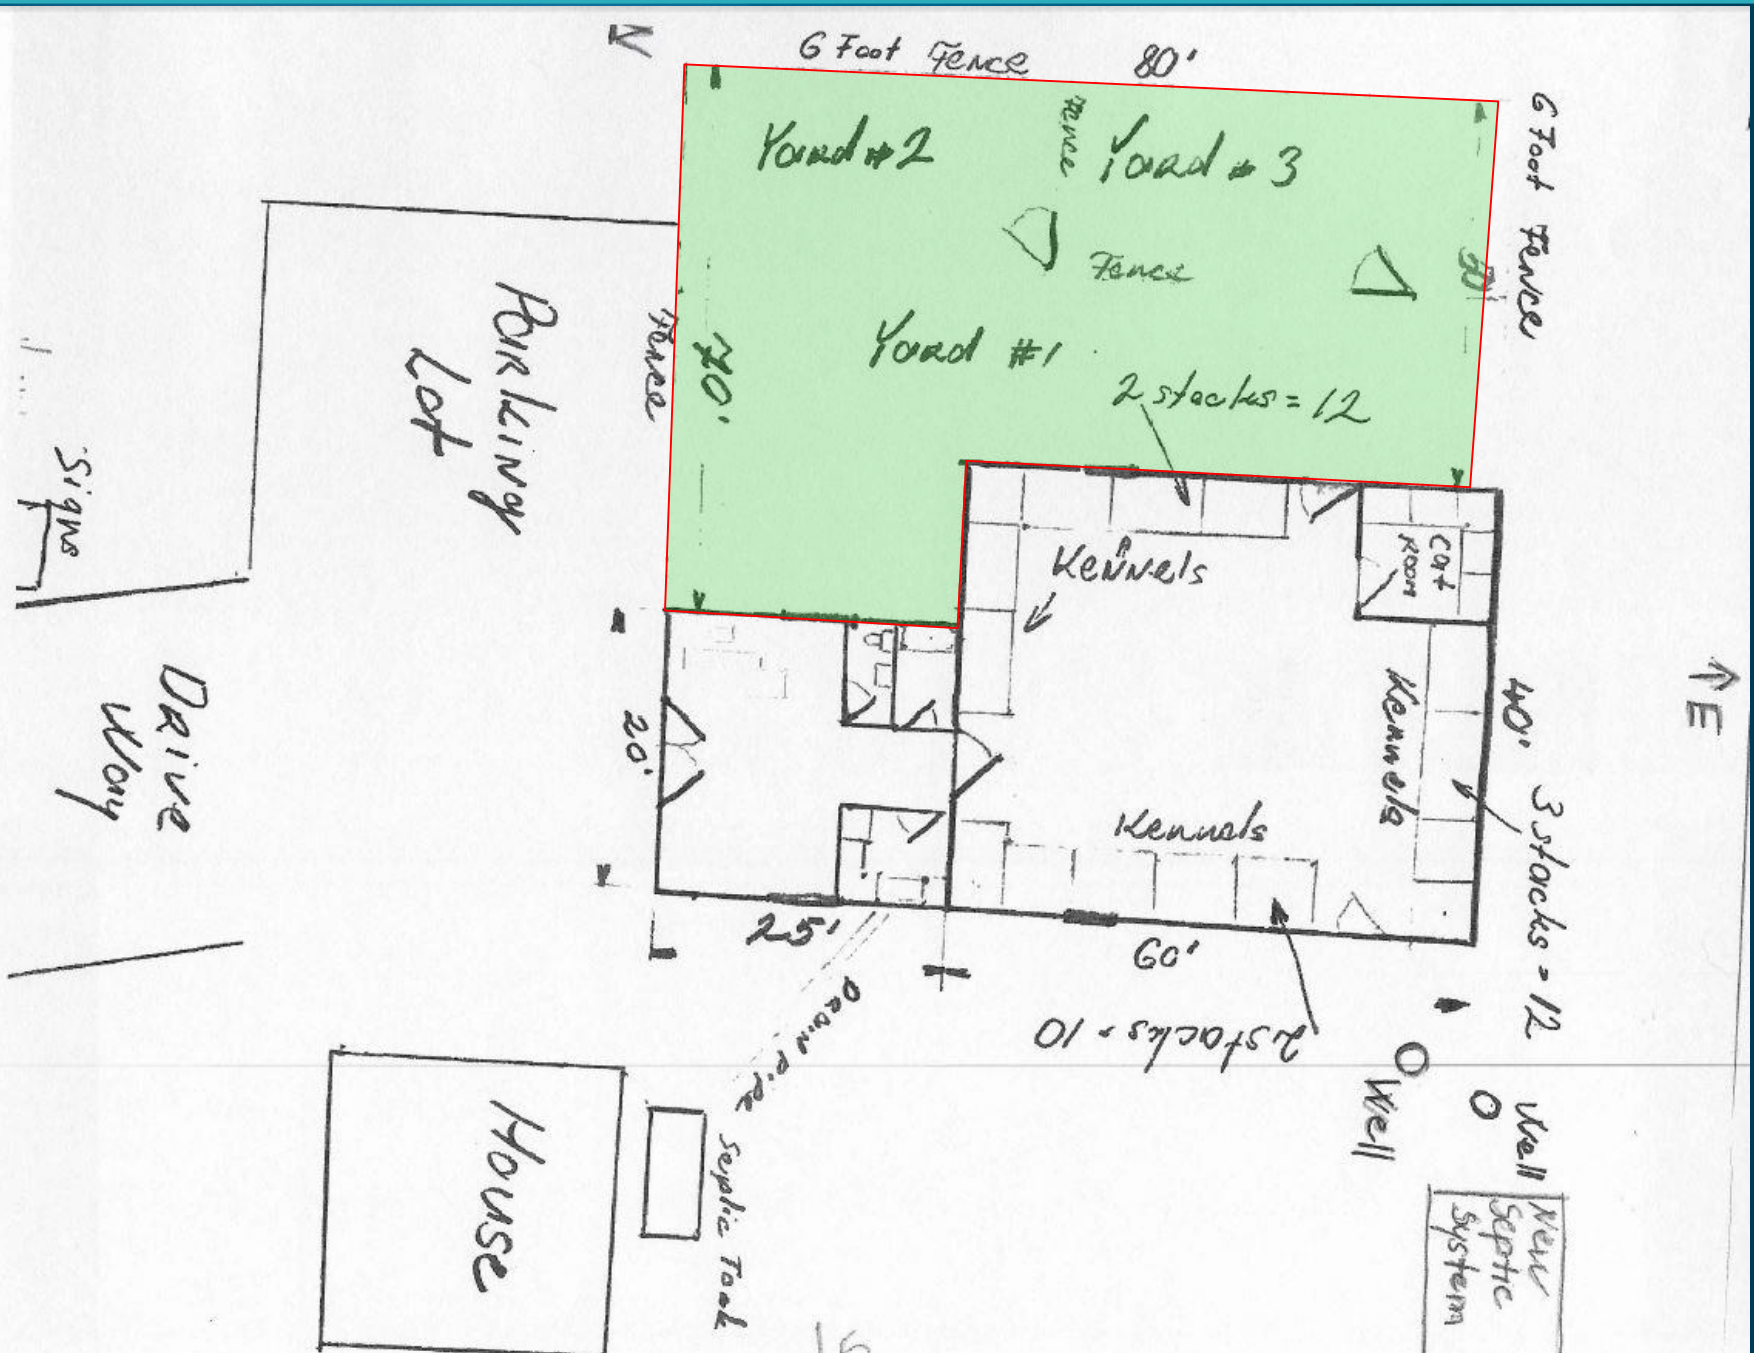 N
6 Foot Fence 80'
6 Foot Fence
Yard #2
Fence
Yard #3
Fence
50'
Parking
Lot
Fence
70'
Yard #1
2 stacks = 12
Signs
Kennels
Cat
Room
Kennels
40'
↑E
Drive
Way
20'
Kennels
3 stacks = 12
25'
60'
2 stacks = 10
Drain pipe
Well
Well
House
Septic Tank
New
Septic
System